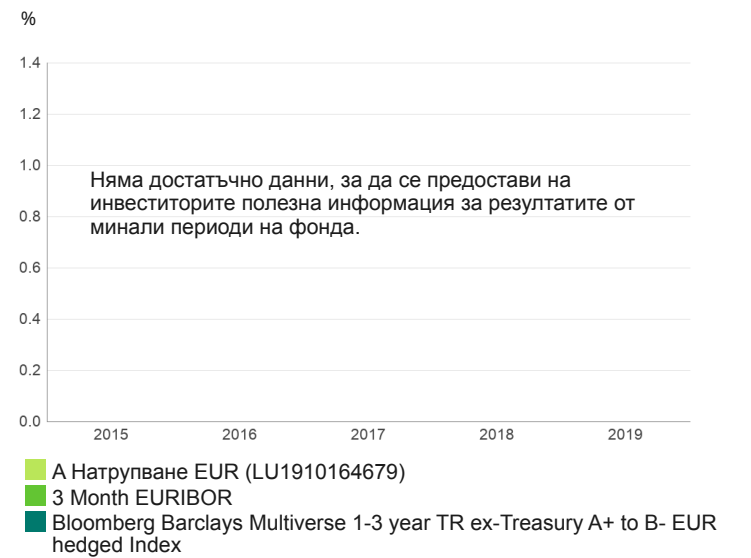 %
1.4
1.2
1.0
Няма достатъчно данни, за да се предостави на
инвеститорите полезна информация за резултатите от
минали периоди на фонда.
0.8
0.6
0.4
0.2
0.0
2015 2016 2017 2018 2019
А Натрупване EUR (LU1910164679)
3 Month EURIBOR
Bloomberg Barclays Multiverse 1-3 year TR ex-Treasury A+ to B- EUR
hedged Index